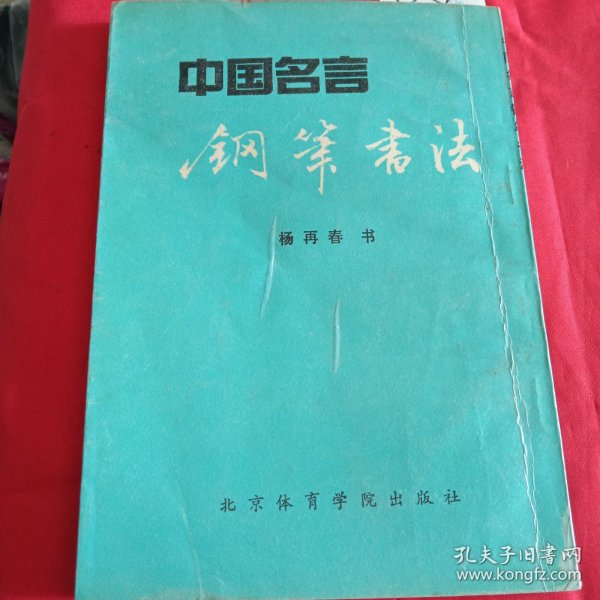 中国名言
钢笔书法
杨再春 书
北京体育学院出版社
孔夫子旧书网
www.kongfz.com